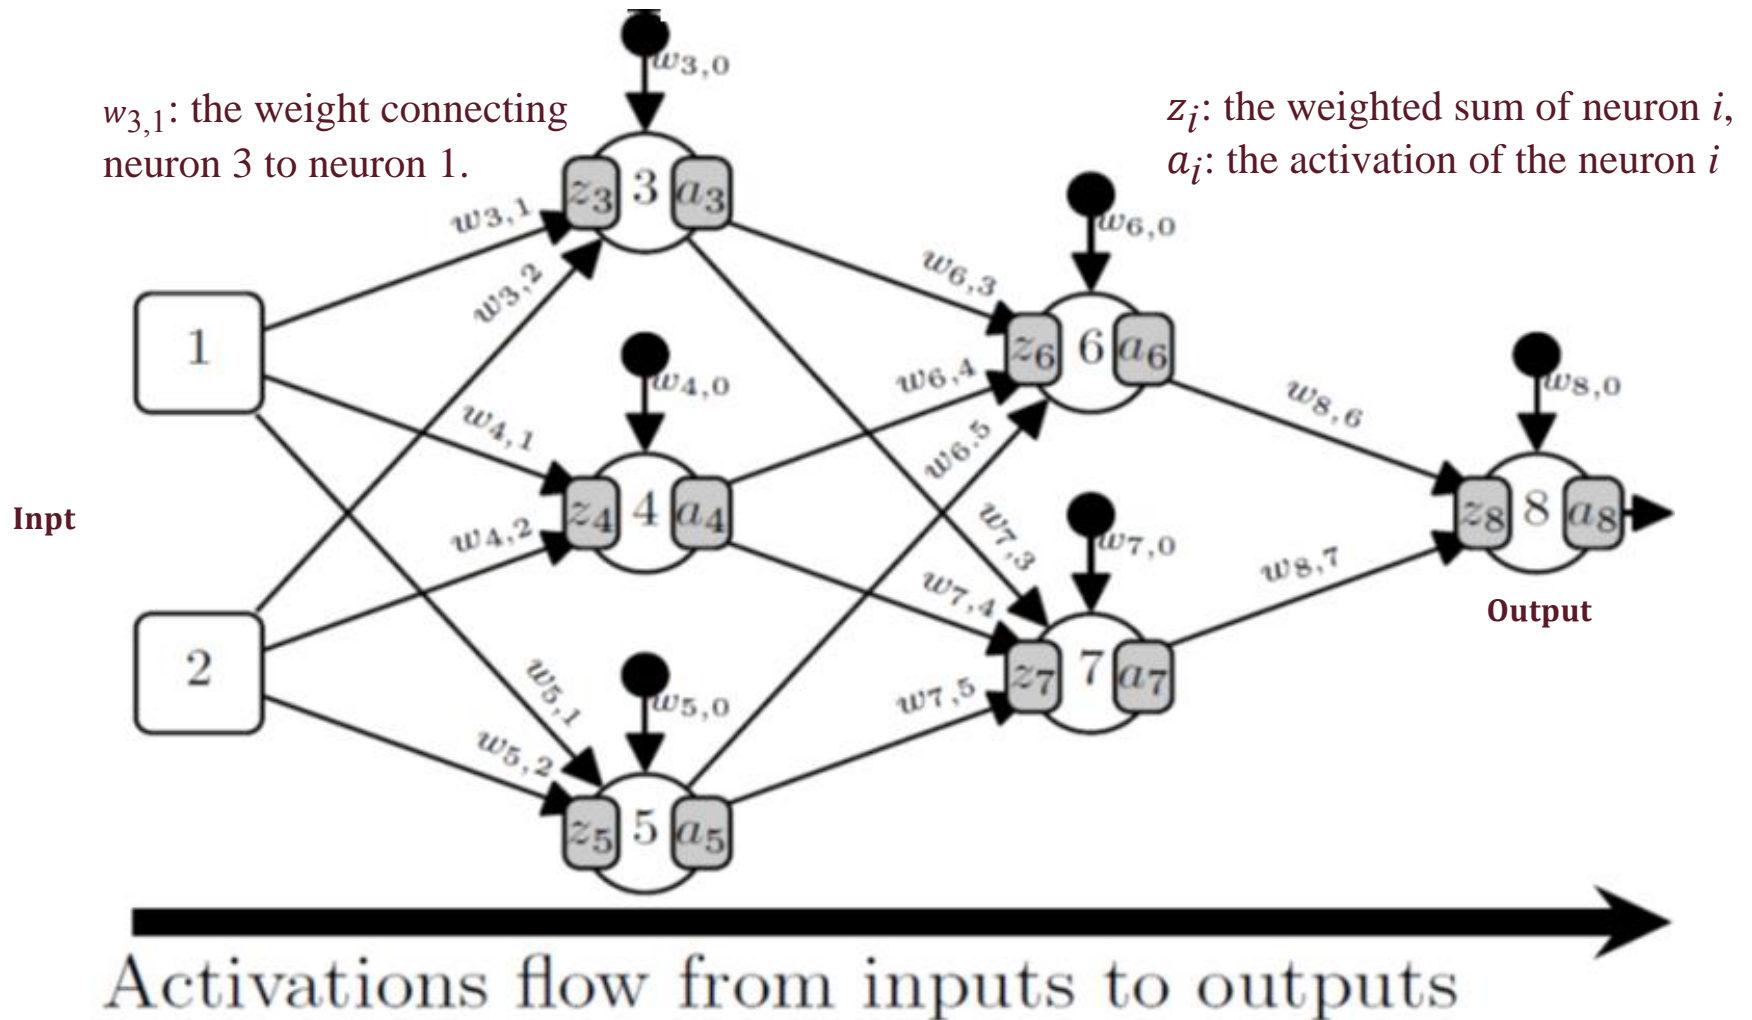 w3,0
w3,1: the weight connecting
neuron 3 to neuron 1.
zi: the weighted sum of neuron i,
ai: the activation of the neuron i
z3 3 a3
w3,1
w3,2
w6,0
w6,3
1
w4,0
w4,1
z6 6 a6
w6,4
w8,6
w8,0
w6.5
Inpt
z4 4 a4
w4,2
w7,3
w7,0
z8 8 a8
w8,7
Output
w7,4
2
w5,1
w5,0
w5,2
z7 7 a7
w7,5
z5 5 a5
Activations flow from inputs to outputs